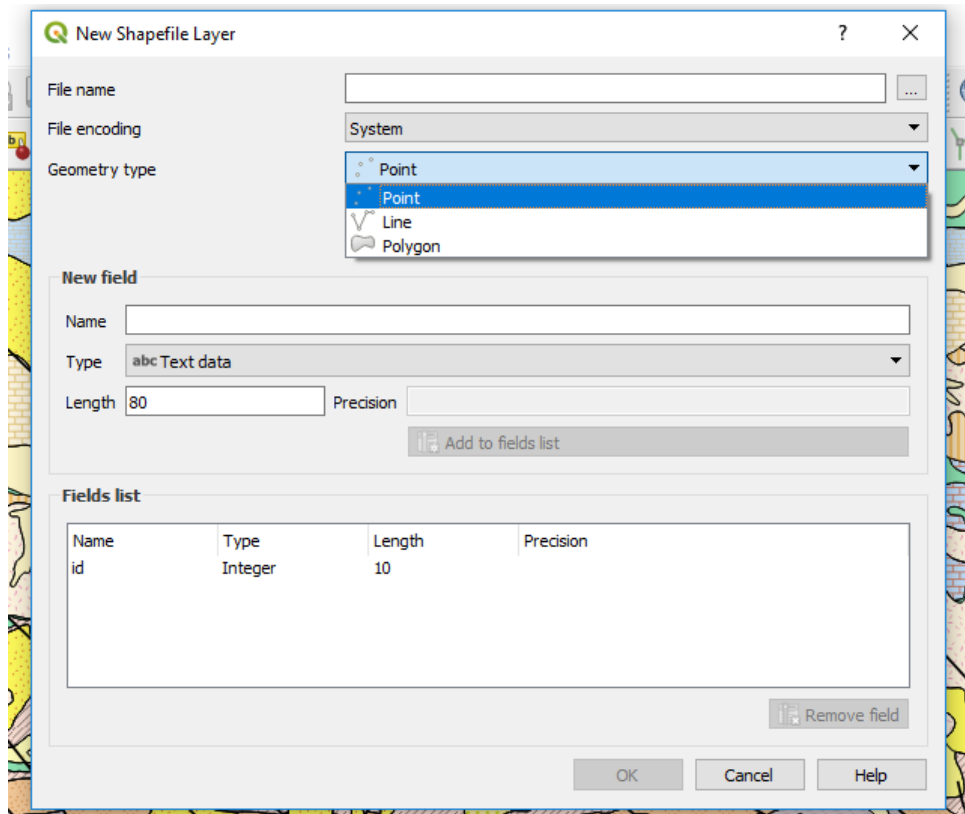 New Shapefile Layer ?
File name ...
File encoding System
Geometry type Point
Point
Line
Polygon
New field
Name
Type abc Text data
Length 80 Precision
Add to fields list
Fields list
Name Type Length Precision
id Integer 10
Remove field
OK Cancel Help